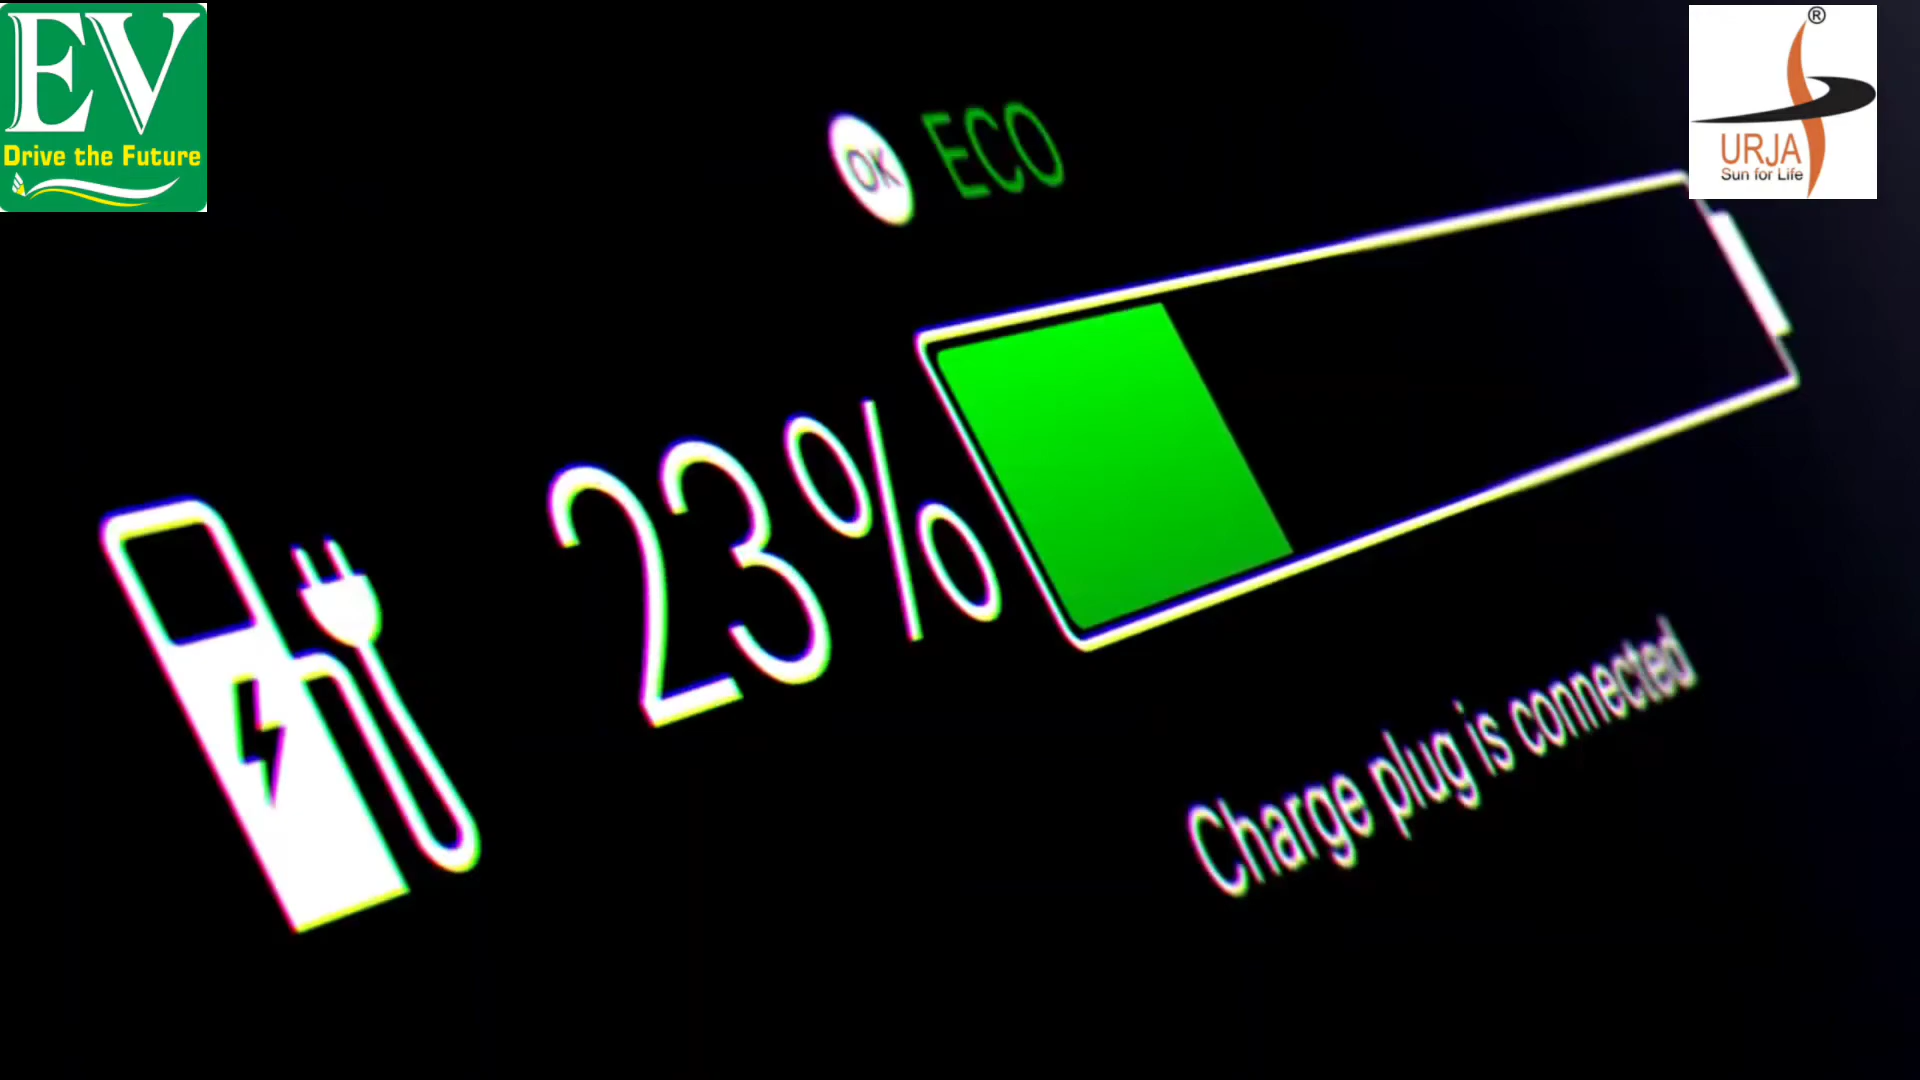 EV
Drive the Future
®
URJA
Sun for Life
OK ECO
23%
Charge plug is connected